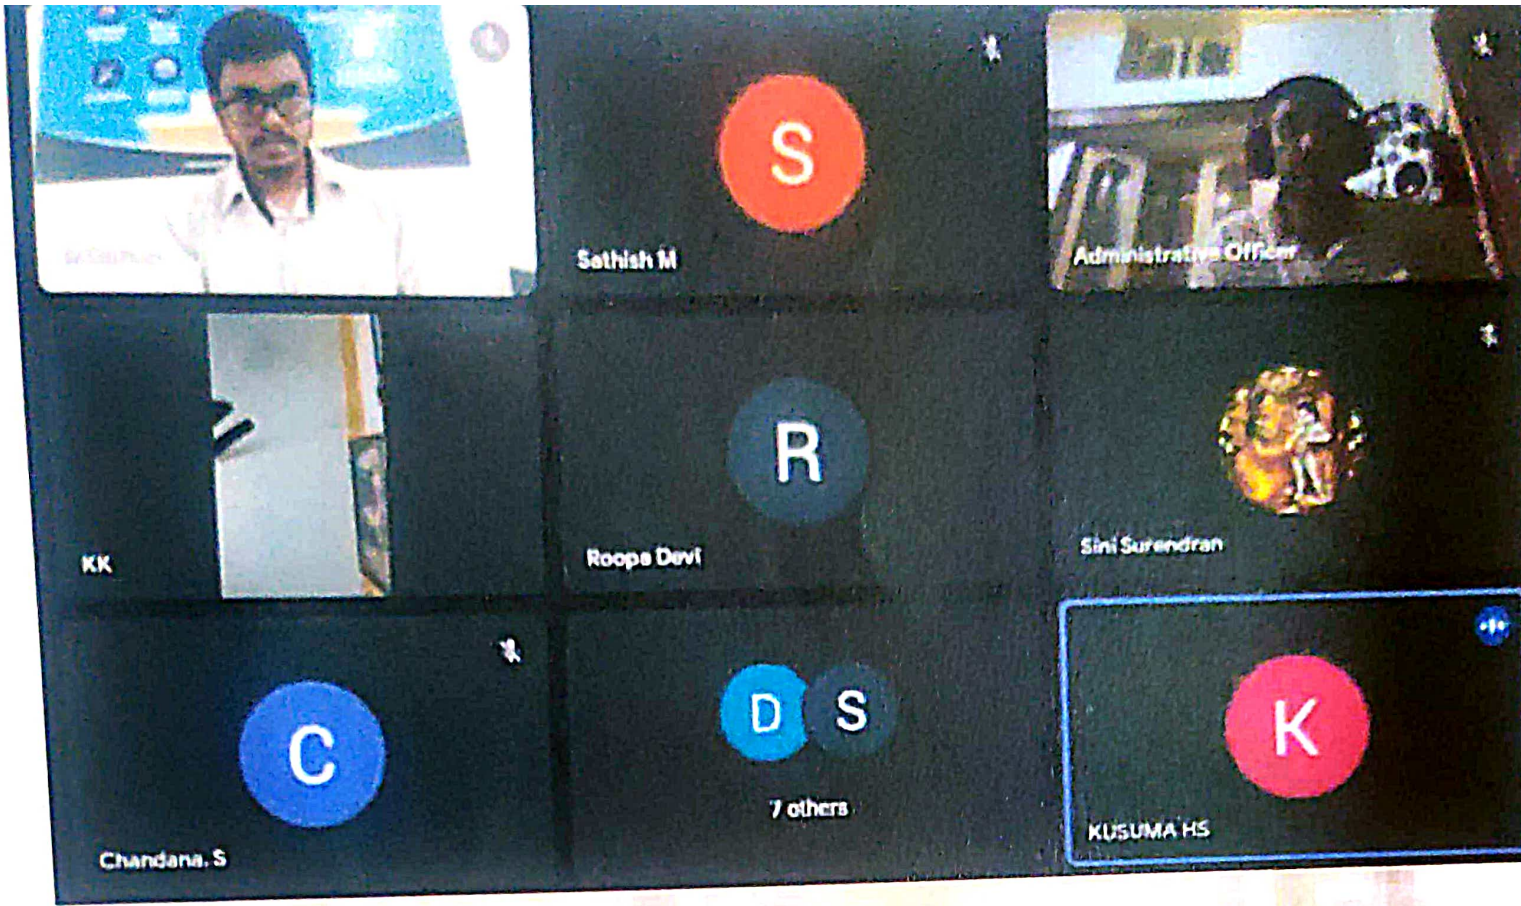 S
Sathish M
Administrative Officer
KK
R
Roopa Devi
Sini Surendran
C
Chandana. S
D S
7 others
K
KUSUMA HS